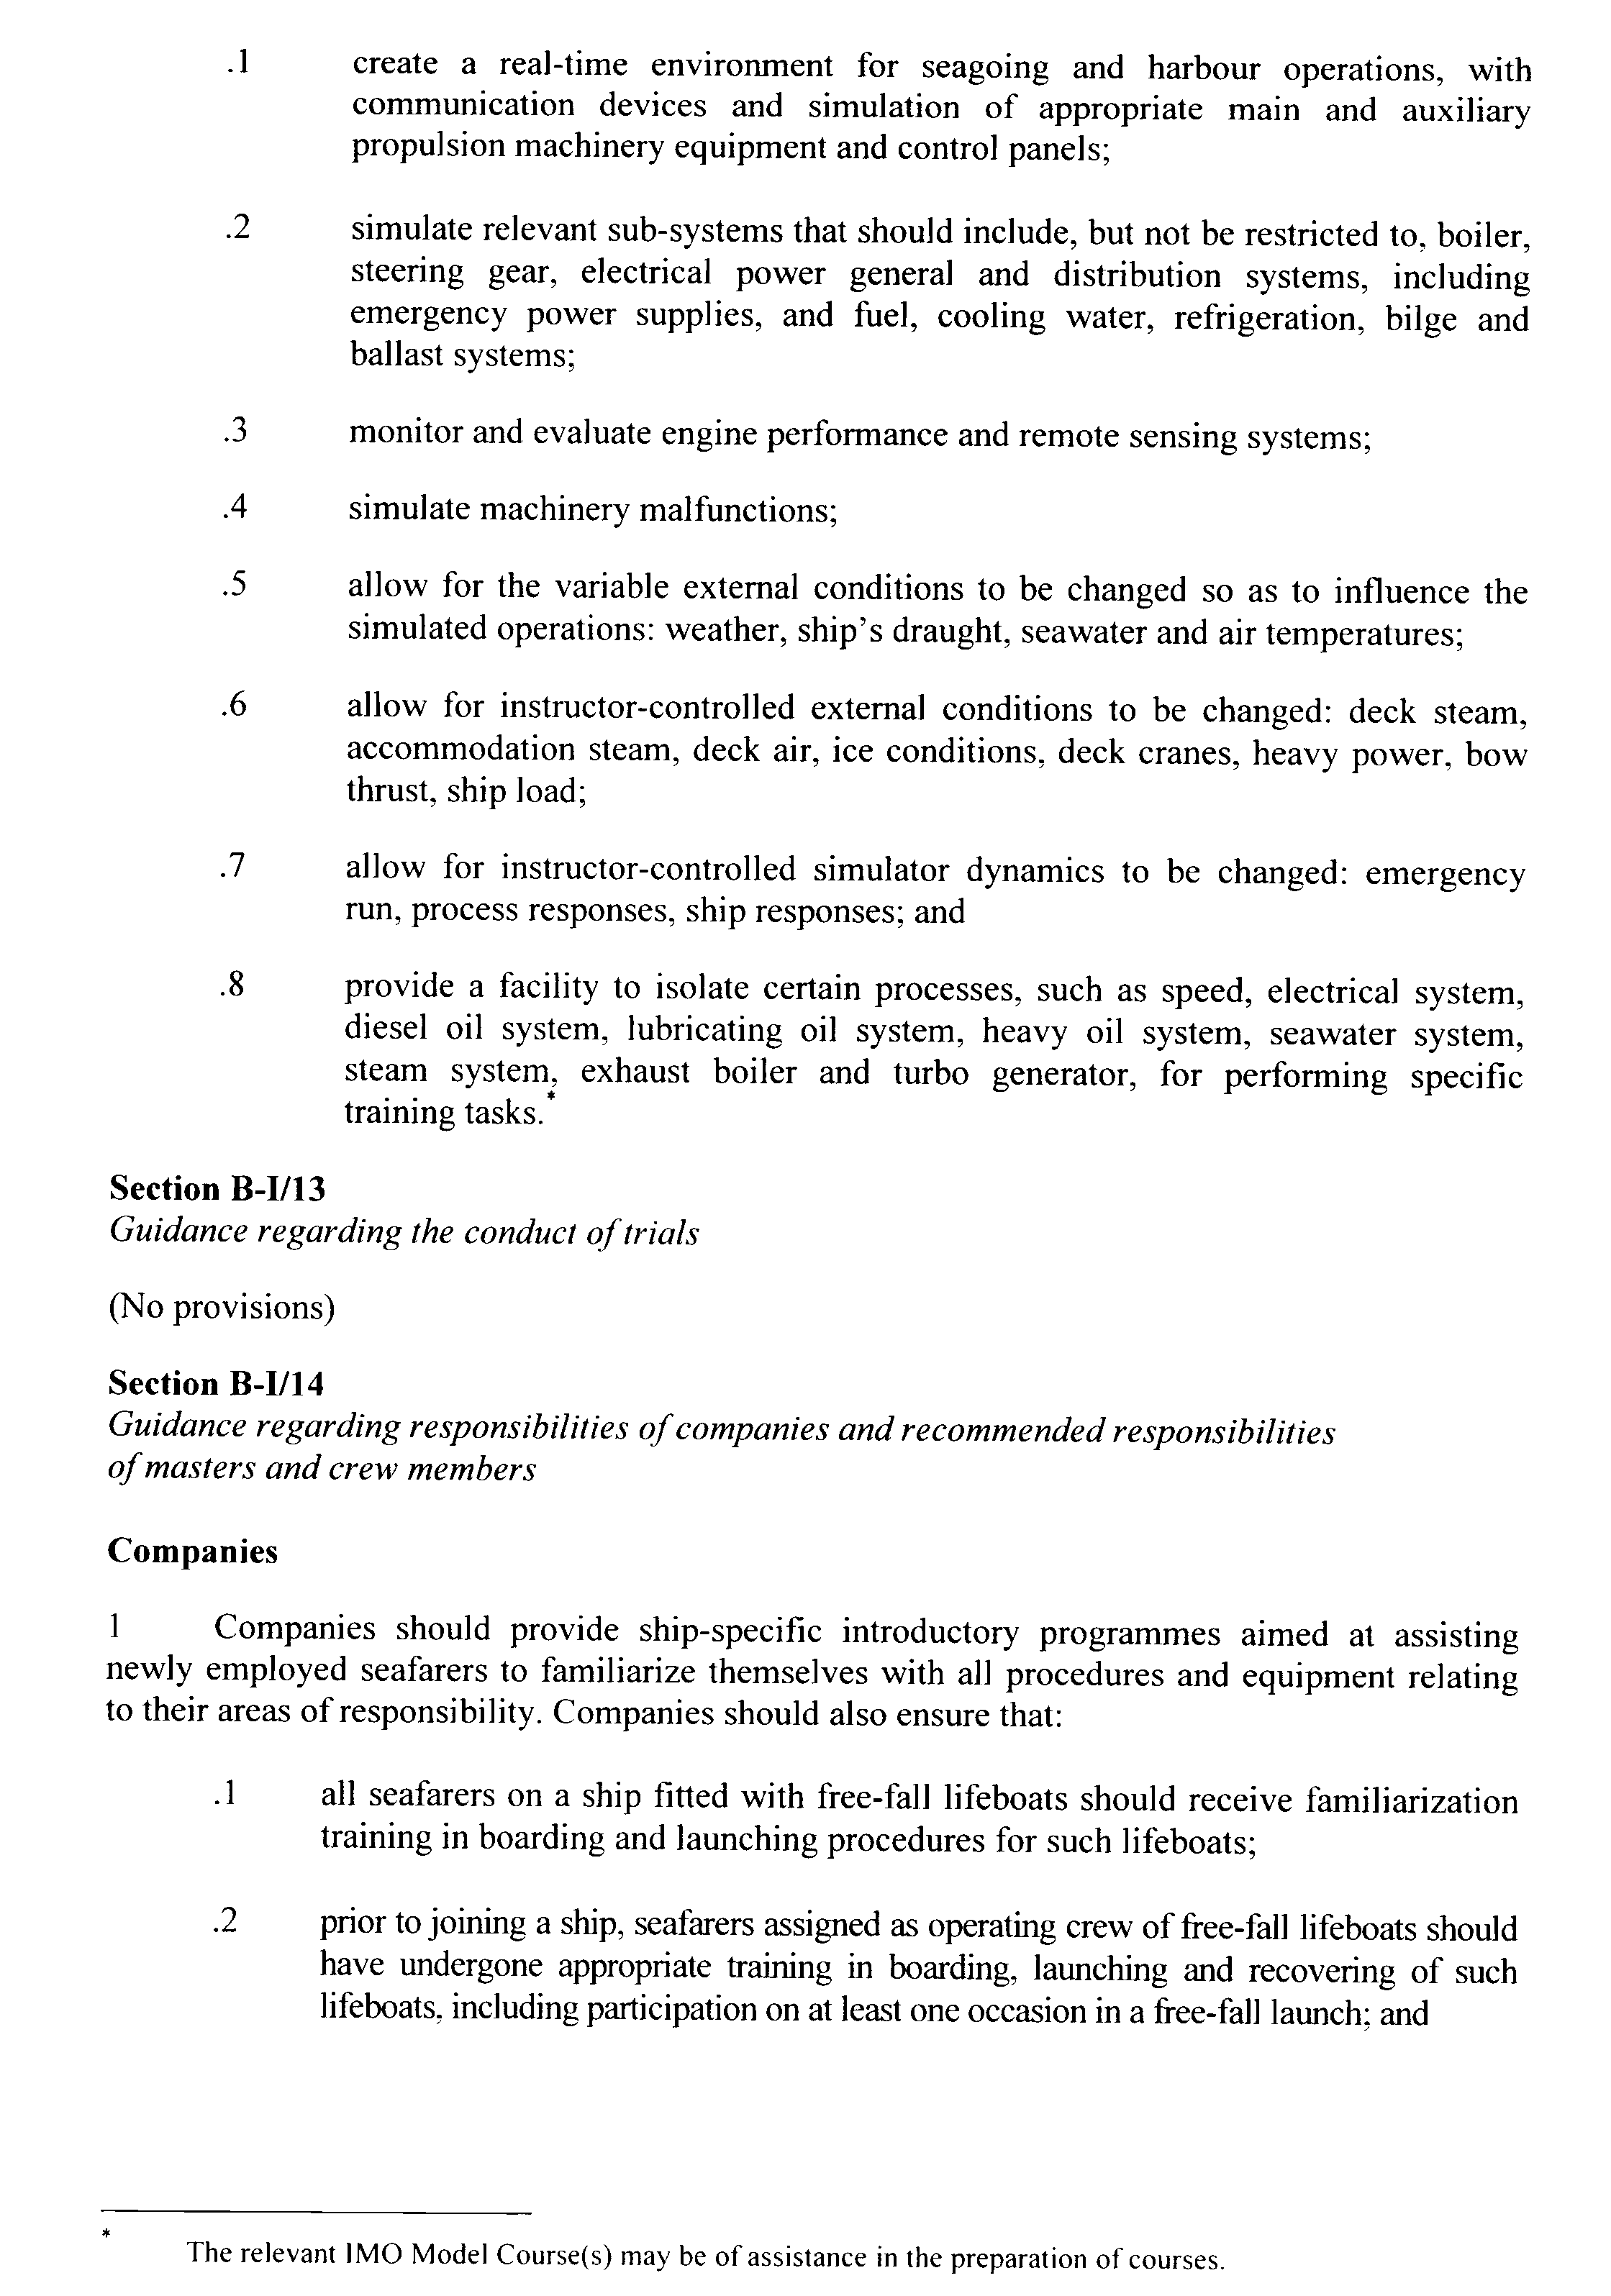 .1 create a real-time environment for seagoing and harbour operations, with
communication devices and simulation of appropriate main and auxiliary
propulsion machinery equipment and control panels;
.2 simulate relevant sub-systems that should include, but not be restricted to, boiler,
steering gear, electrical power general and distribution systems, including
emergency power supplies, and fuel, cooling water, refrigeration, bilge and
ballast systems;
.3 monitor and evaluate engine performance and remote sensing systems;
.4 simulate machinery malfunctions;
.5 allow for the variable external conditions to be changed so as to influence the
simulated operations: weather, ship's draught, seawater and air temperatures;
.6 allow for instructor-controlled external conditions to be changed: deck steam,
accommodation steam, deck air, ice conditions, deck cranes, heavy power, bow
thrust, ship load;
.7 allow for instructor-controlled simulator dynamics to be changed: emergency
run, process responses, ship responses; and
.8 provide a facility to isolate certain processes, such as speed, electrical system,
diesel oil system, lubricating oil system, heavy oil system, seawater system,
steam system, exhaust boiler and turbo generator, for performing specific
training tasks.*
Section B-I/13
Guidance regarding the conduct of trials
(No provisions)
Section B-I/14
Guidance regarding responsibilities of companies and recommended responsibilities
of masters and crew members
Companies
1 Companies should provide ship-specific introductory programmes aimed at assisting
newly employed seafarers to familiarize themselves with all procedures and equipment relating
to their areas of responsibility. Companies should also ensure that:
.1 all seafarers on a ship fitted with free-fall lifeboats should receive familiarization
training in boarding and launching procedures for such lifeboats;
.2 prior to joining a ship, seafarers assigned as operating crew of free-fall lifeboats should
have undergone appropriate training in boarding, launching and recovering of such
lifeboats, including participation on at least one occasion in a free-fall launch; and
* The relevant IMO Model Course(s) may be of assistance in the preparation of courses.